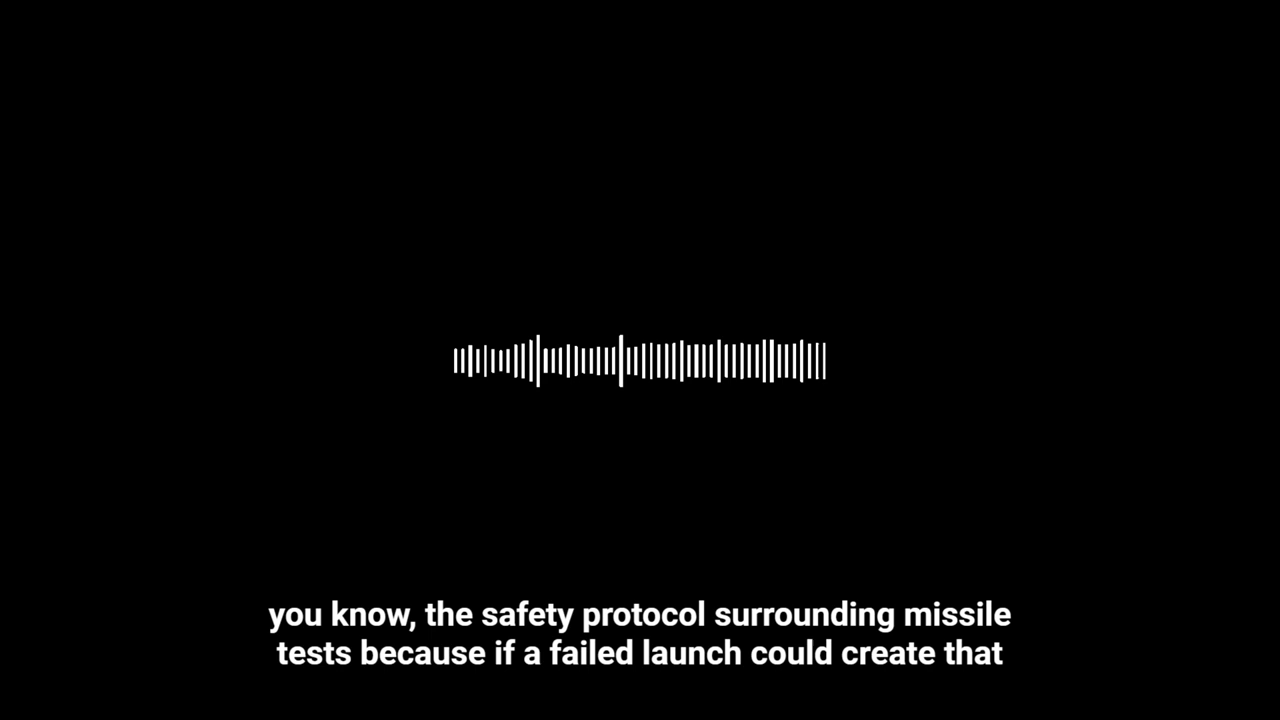 you know, the safety protocol surrounding missile
tests because if a failed launch could create that